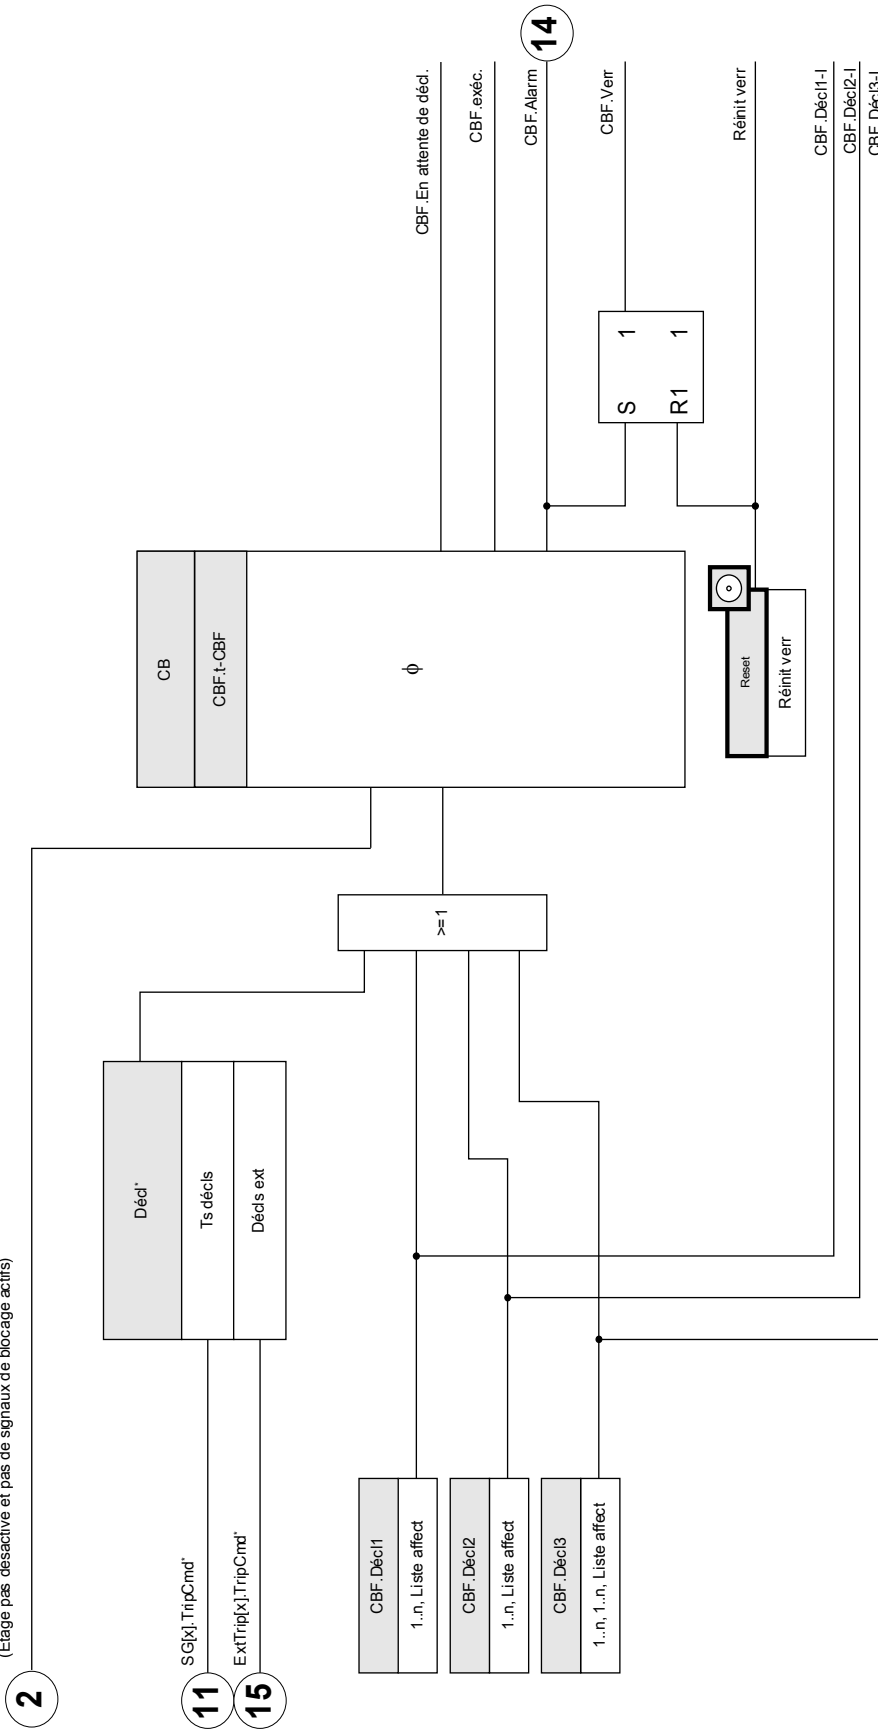 (Etage pas désactivé et pas de signaux de blocage actifs)
2
SG[x].TripCmd*
11
ExtTrip[x].TripCmd*
15
Décl*
Ts décls
Décls ext
CBF.Décl1
1..n, Liste affect
CBF.Décl2
1..n, Liste affect
CBF.Décl3
1..n, 1..n, Liste affect
>=1
CB
CBF.t-CBF
ϕ
S 1
R1 1
Reset
Réinit verr
CBF.En attente de décl.
CBF.exéc.
CBF.Alarm
14
CBF.Verr
Réinit verr
CBF.Décl1-I
CBF.Décl2-I
CBF.Décl3-I